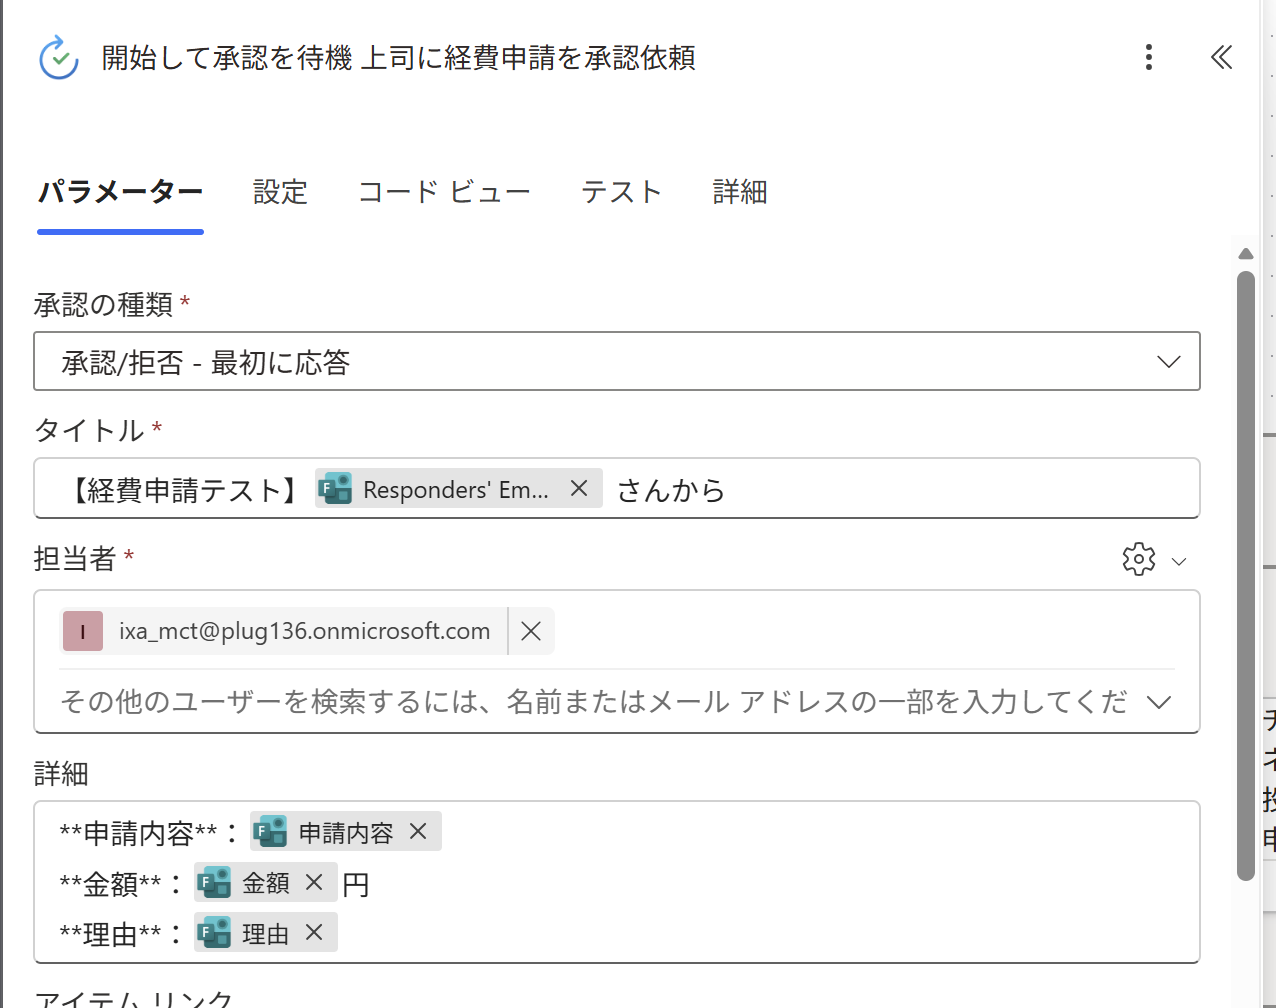 開始して承認を待機 上司に経費申請を承認依頼
パラメーター 設定 コード ビュー テスト 詳細
承認の種類 *
承認/拒否 - 最初に応答
タイトル *
【経費申請テスト】 Responders' Em... さんから
担当者 *
I ixa_mct@plug136.onmicrosoft.com
その他のユーザーを検索するには、名前またはメール アドレスの一部を入力してくだ
詳細
**申請内容**： 申請内容
**金額**： 金額 円
**理由**： 理由
アイテム リンク